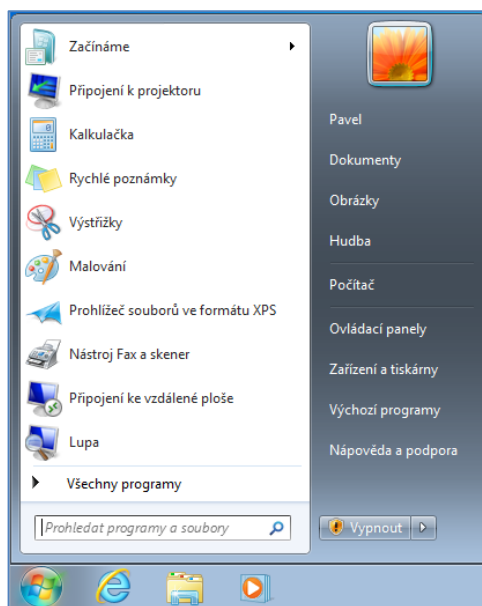 Začínáme
Připojení k projektoru
Kalkulačka
Rychlé poznámky
Výstřižky
Malování
Prohlížeč souborů ve formátu XPS
Nástroj Fax a skener
Připojení ke vzdálené ploše
Lupa
Všechny programy
Prohledat programy a soubory
Pavel
Dokumenty
Obrázky
Hudba
Počítač
Ovládací panely
Zařízení a tiskárny
Výchozí programy
Nápověda a podpora
Vypnout